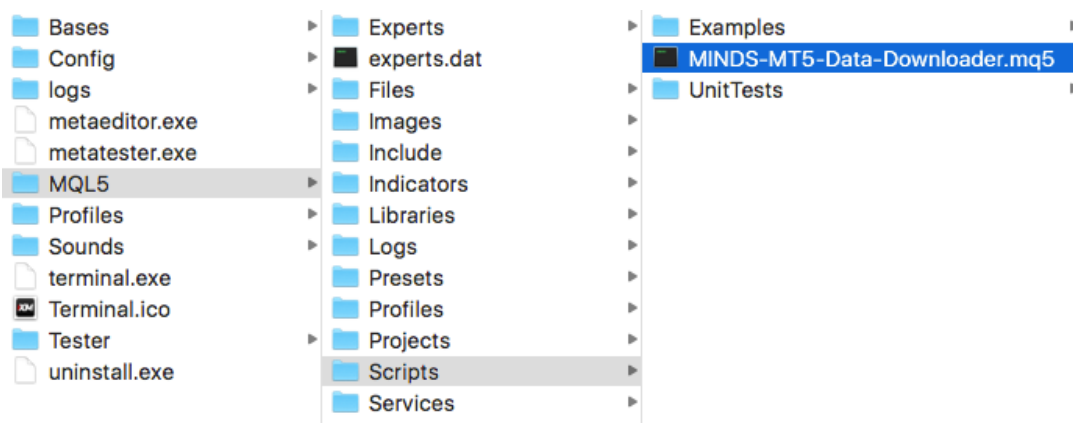 Bases
Config
logs
metaeditor.exe
metatester.exe
MQL5
Profiles
Sounds
terminal.exe
Terminal.ico
Tester
uninstall.exe
Experts
experts.dat
Files
Images
Include
Indicators
Libraries
Logs
Presets
Profiles
Projects
Scripts
Services
Examples
MINDS-MT5-Data-Downloader.mq5
UnitTests